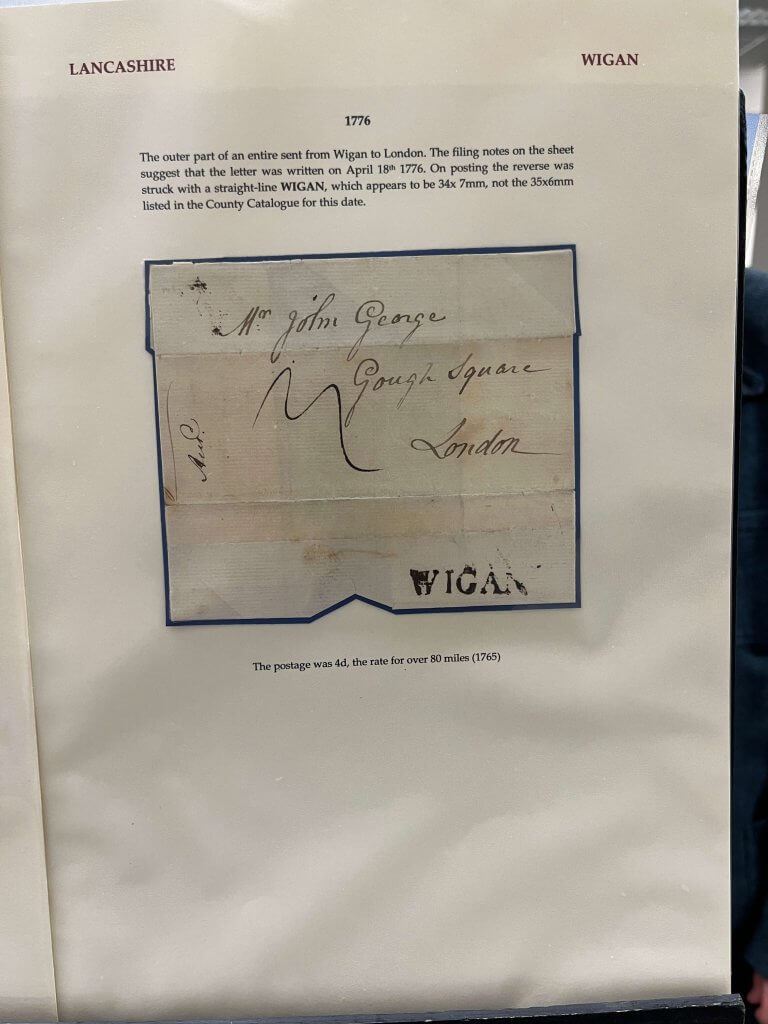 LANCASHIRE WIGAN
1776
The outer part of an entire sent from Wigan to London. The filing notes on the sheet
suggest that the letter was written on April 18th 1776. On posting the reverse was
struck with a straight-line WIGAN, which appears to be 34x 7mm, not the 35x6mm
listed in the County Catalogue for this date.
Mr John George
Gough Square
London
WIGAN
The postage was 4d, the rate for over 80 miles (1765)